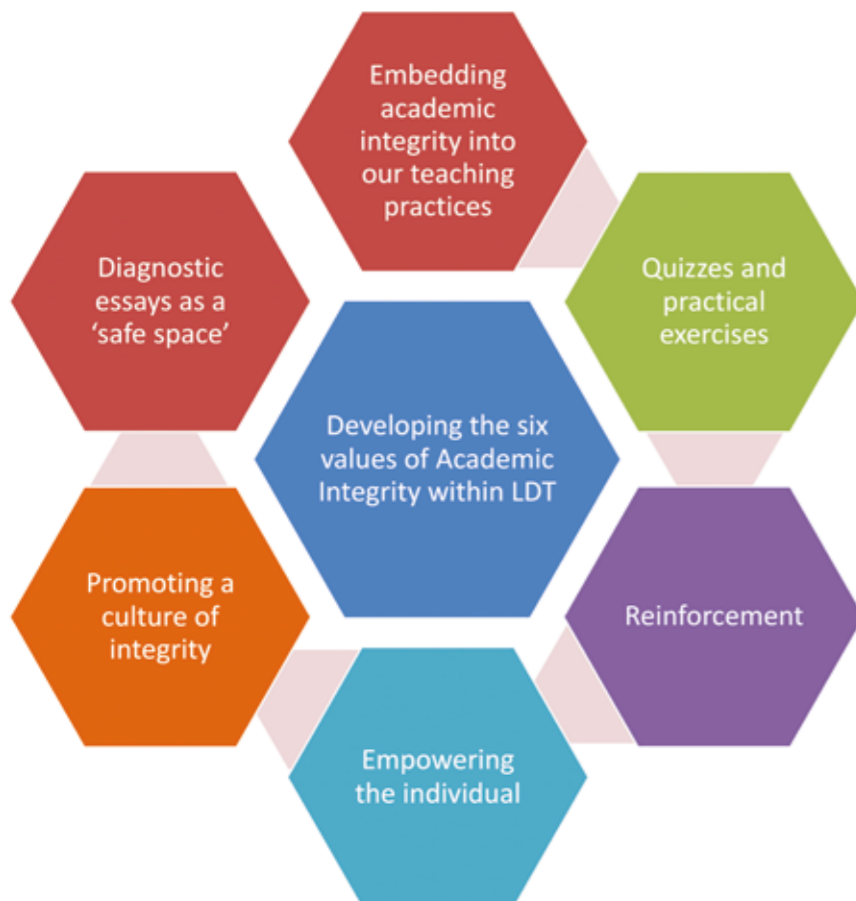 Embedding
academic
integrity into
our teaching
practices
Quizzes and
practical
exercises
Reinforcement
Empowering
the individual
Promoting a
culture of
integrity
Diagnostic
essays as a
‘safe space’
Developing the six
values of Academic
Integrity within LDT